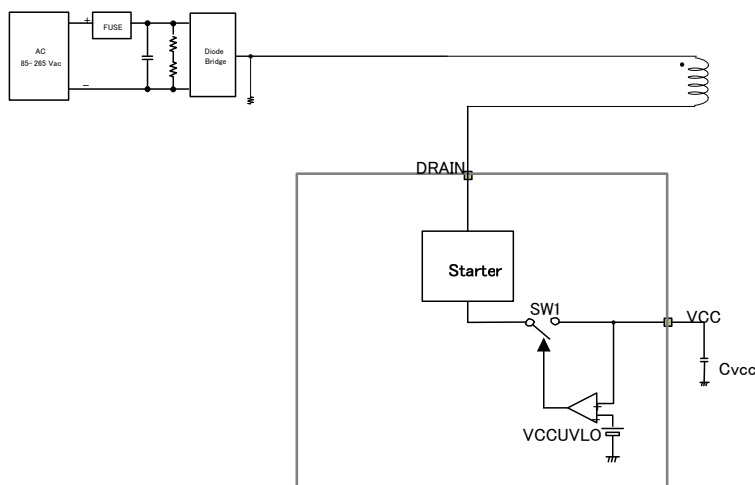 FUSE
AC
85-265 Vac
Diode
Bridge
+
−
DRAIN
Starter
SW1
VCC
Cvcc
+
+
VCCUVLO